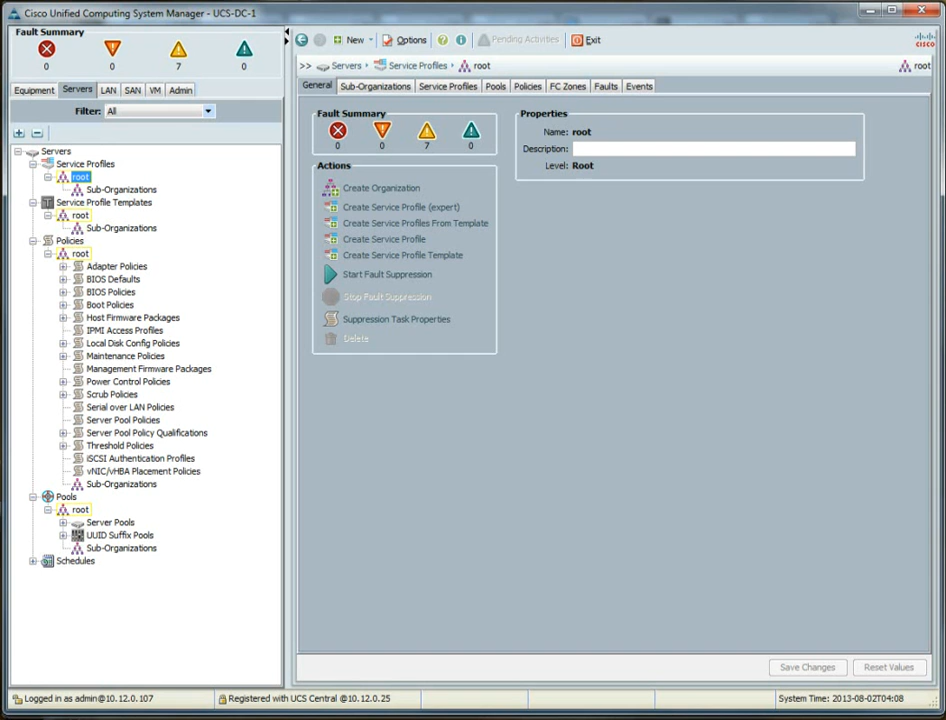 Cisco Unified Computing System Manager - UCS-DC-1
Fault Summary
0 0 7 0
Equipment Servers LAN SAN VM Admin
Filter: All
Servers
Service Profiles
root
Sub-Organizations
Service Profile Templates
root
Sub-Organizations
Policies
root
Adapter Policies
BIOS Defaults
BIOS Policies
Boot Policies
Host Firmware Packages
IPMI Access Profiles
Local Disk Config Policies
Maintenance Policies
Management Firmware Packages
Power Control Policies
Scrub Policies
Serial over LAN Policies
Server Pool Policies
Server Pool Policy Qualifications
Threshold Policies
iSCSI Authentication Profiles
vNIC/vHBA Placement Policies
Sub-Organizations
Pools
root
Server Pools
UUID Suffix Pools
Sub-Organizations
Schedules
New Options Pending Activities Exit
CISCO
>> Servers Service Profiles root root
General Sub-Organizations Service Profiles Pools Policies FC Zones Faults Events
Fault Summary
0 0 7 0
Actions
Create Organization
Create Service Profile (expert)
Create Service Profiles From Template
Create Service Profile
Create Service Profile Template
Start Fault Suppression
Stop Fault Suppression
Suppression Task Properties
Delete
Properties
Name: root
Description:
Level: Root
Save Changes Reset Values
Logged in as admin@10.12.0.107 Registered with UCS Central @10.12.0.25 System Time: 2013-08-02T04:08